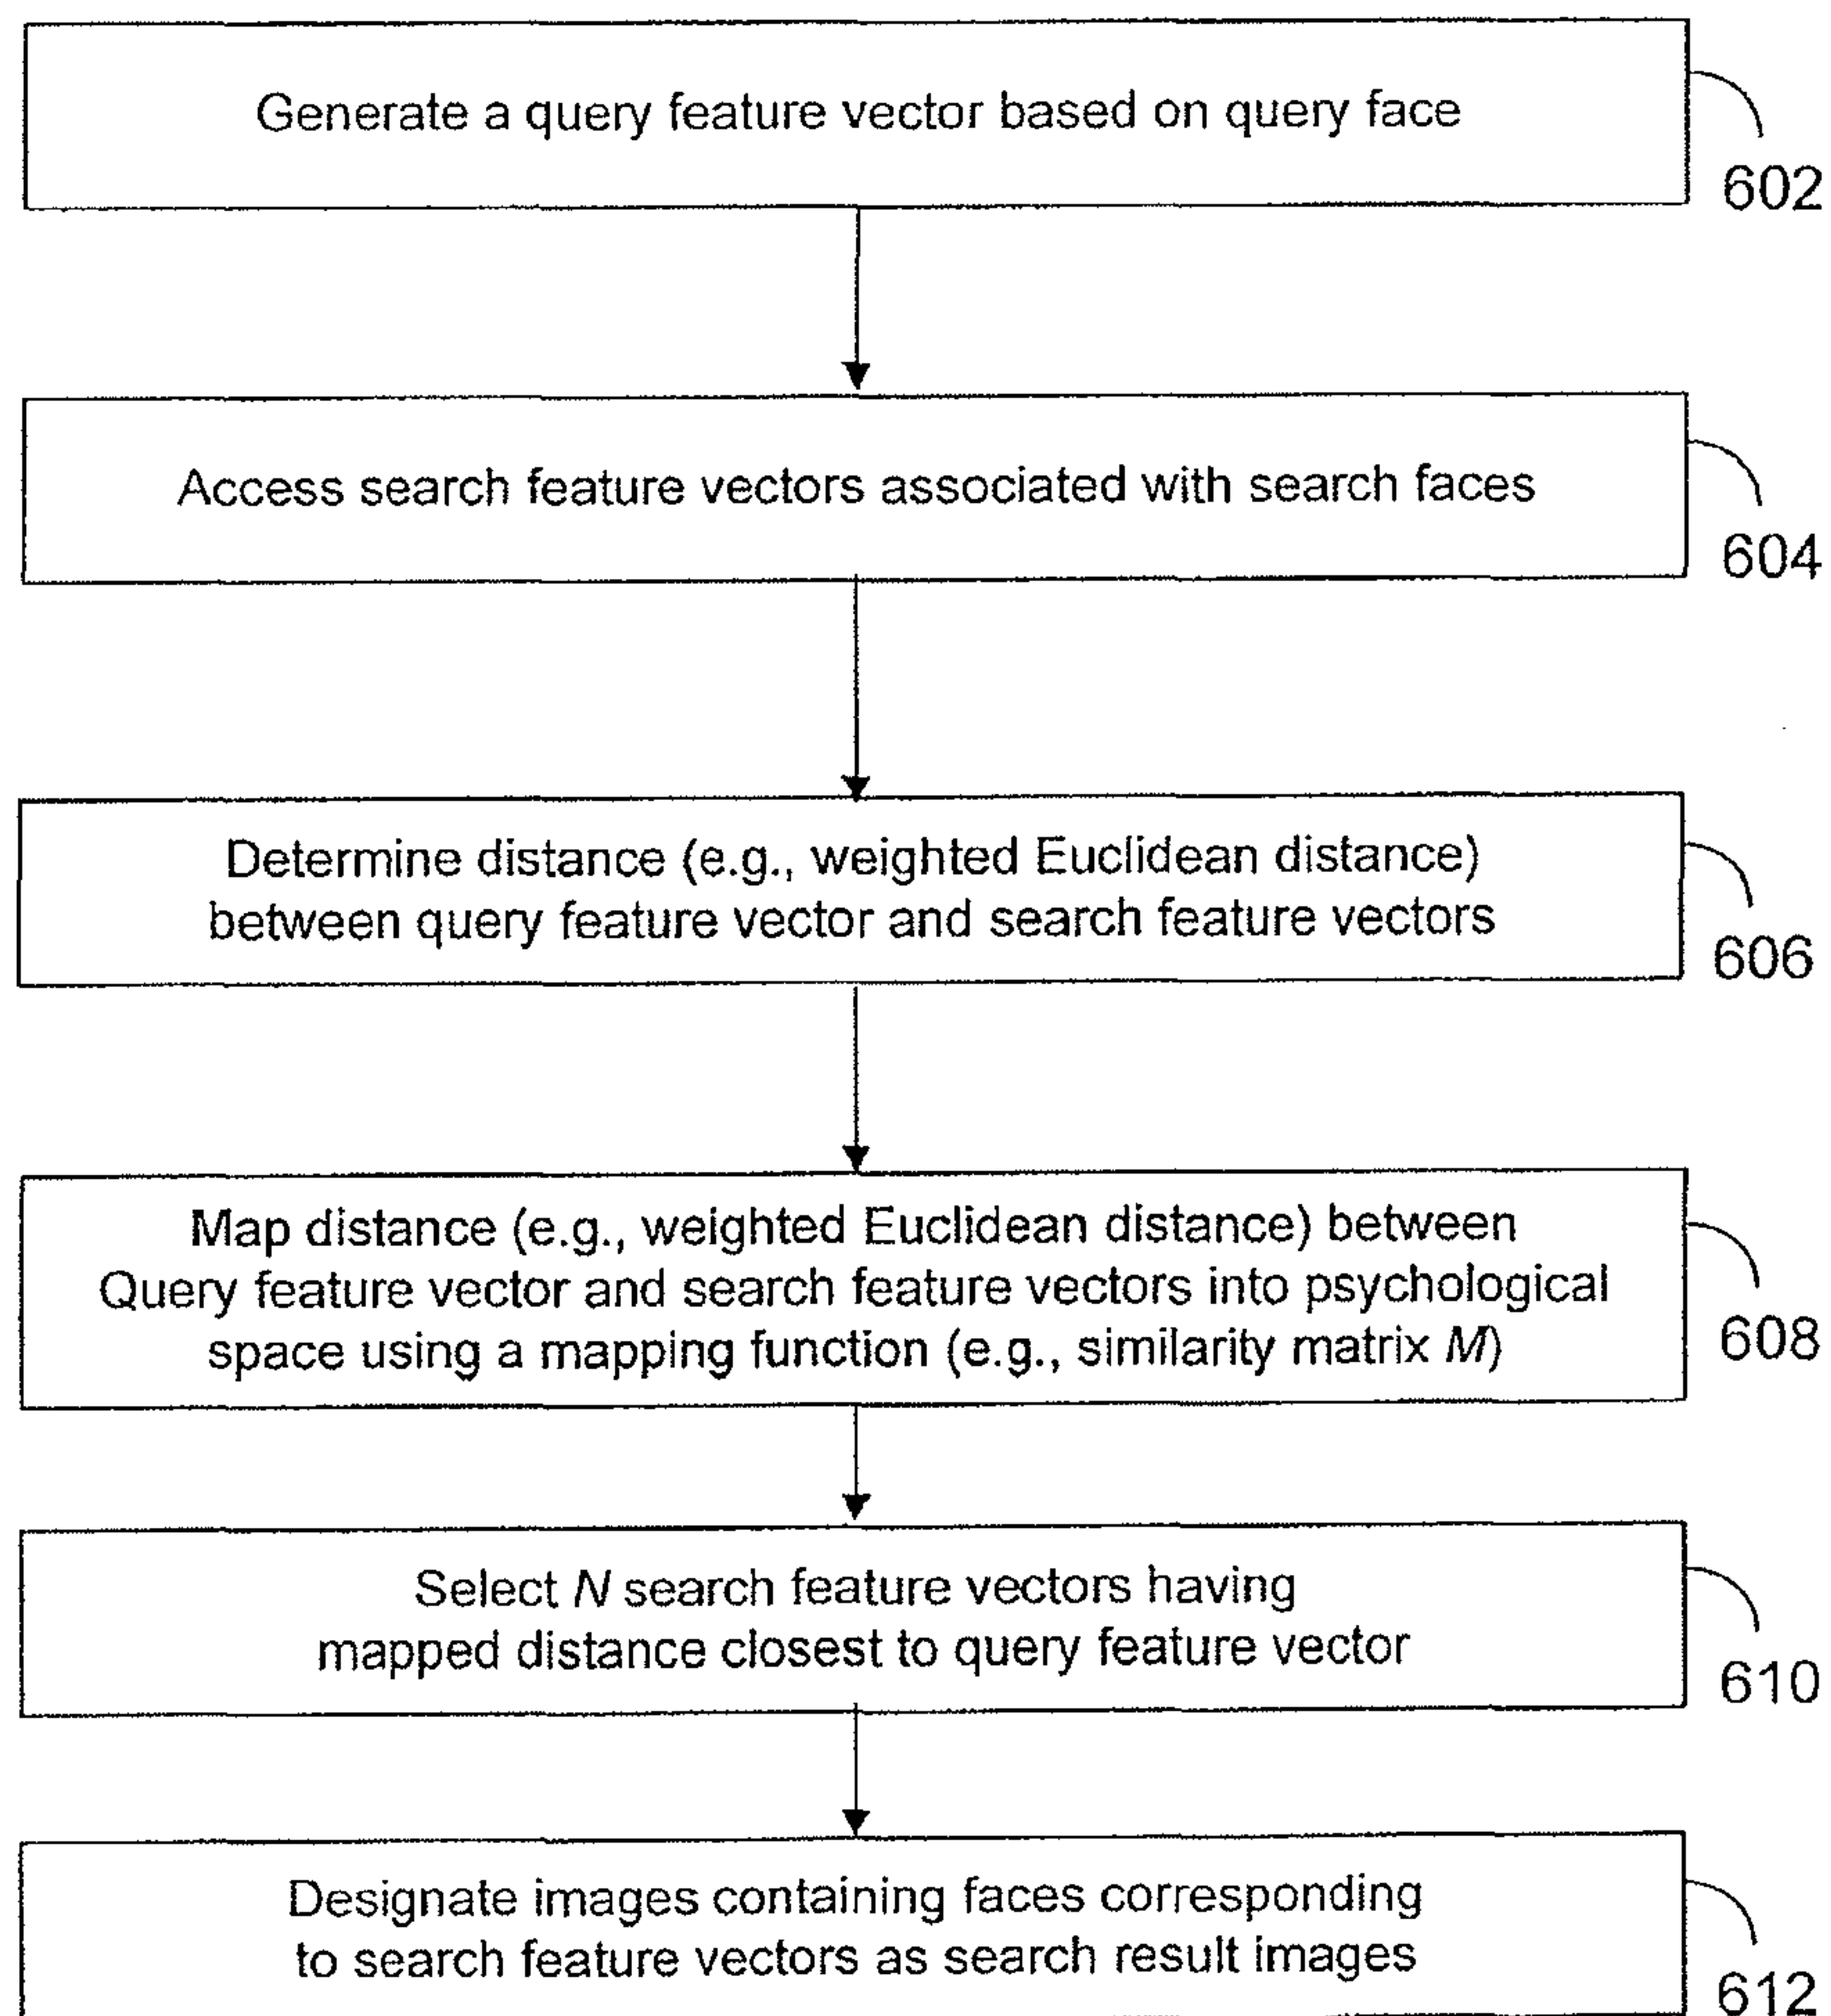 Generate a query feature vector based on query face
602
Access search feature vectors associated with search faces
604
Determine distance (e.g., weighted Euclidean distance)
between query feature vector and search feature vectors
606
Map distance (e.g., weighted Euclidean distance) between
Query feature vector and search feature vectors into psychological
space using a mapping function (e.g., similarity matrix M)
608
Select N search feature vectors having
mapped distance closest to query feature vector
610
Designate images containing faces corresponding
to search feature vectors as search result images
612